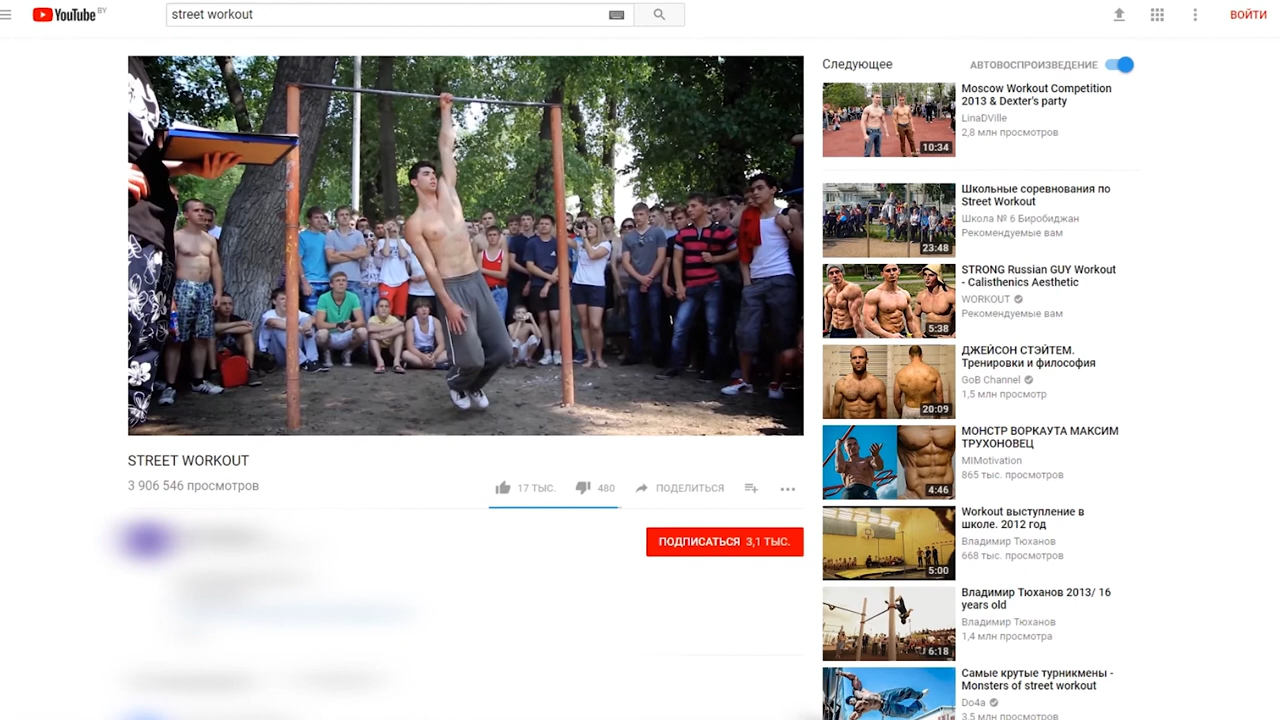 YouTube BY
street workout
ВОЙТИ
STREET WORKOUT
3 906 546 просмотров
17 ТЫС.
480
ПОДЕЛИТЬСЯ
ПОДПИСАТЬСЯ 3,1 ТЫС.
Следующее
АВТОВОСПРОИЗВЕДЕНИЕ
10:34
Moscow Workout Competition
2013 & Dexter's party
LinaDVille
2,8 млн просмотров
23:48
Школьные соревнования по
Street Workout
Школа № 6 Биробиджан
Рекомендуемые вам
5:38
STRONG Russian GUY Workout
- Calisthenics Aesthetic
WORKOUT
Рекомендуемые вам
20:09
ДЖЕЙСОН СТЭЙТЕМ.
Тренировки и философия
GoB Channel
1,5 млн просмотр
4:46
МОНСТР ВОРКАУТА МАКСИМ
ТРУХОНОВЕЦ
MIMotivation
865 тыс. просмотров
5:00
Workout выступление в
школе. 2012 год
Владимир Тюханов
668 тыс. просмотров
6:18
Владимир Тюханов 2013/ 16
years old
Владимир Тюханов
1,4 млн просмотра
Самые крутые турникмены -
Monsters of street workout
Do4a
3,5 млн просмотров